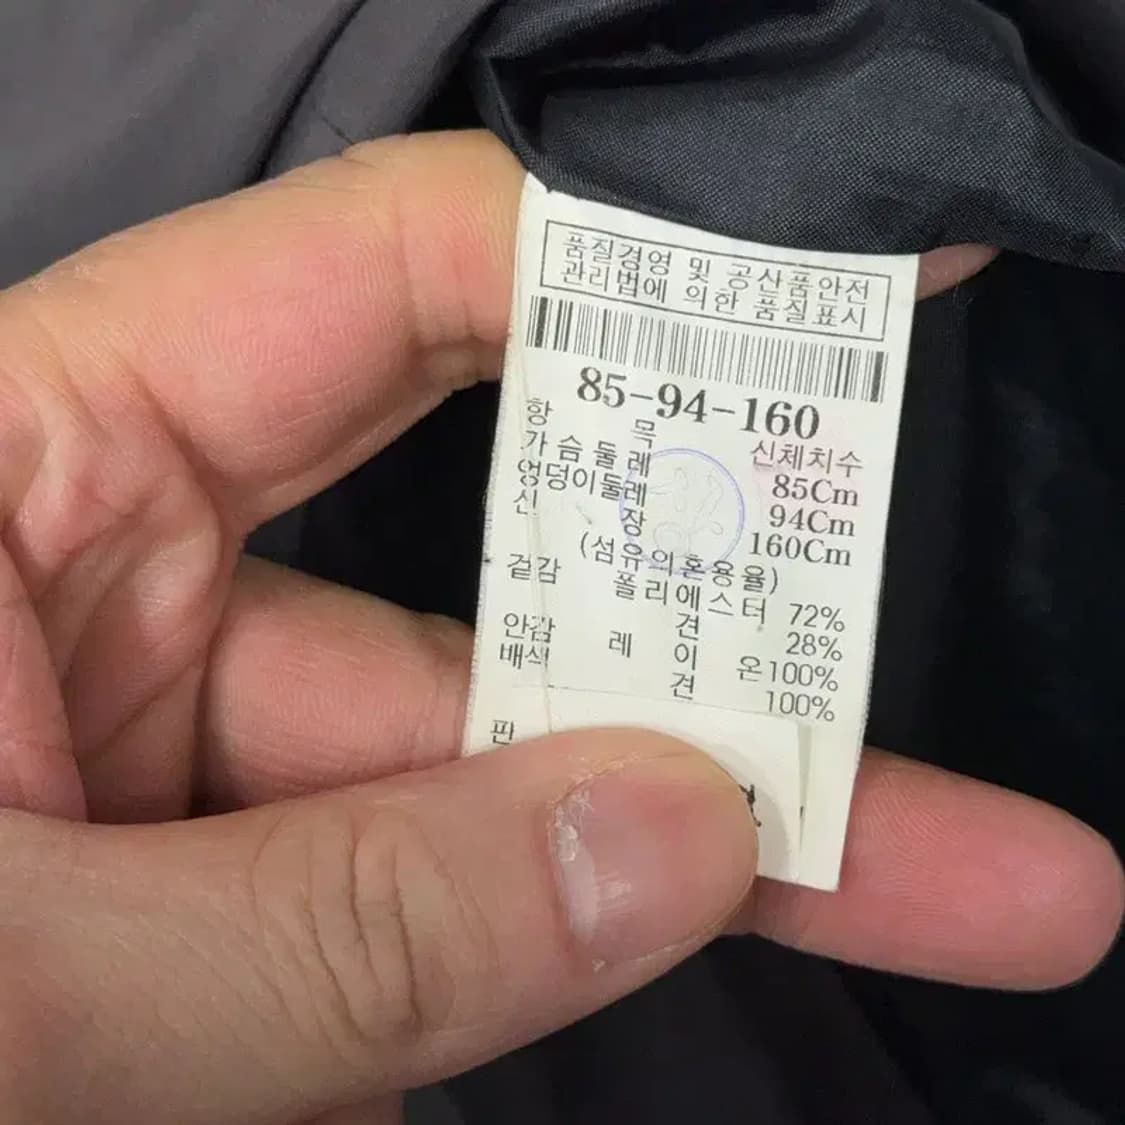 품질경영 및 공산품안전
관리법에 의한 품질표시
85-94-160
항 목 신체치수
가슴둘레 85Cm
엉덩이둘레 94Cm
신 장 160Cm
(섬유의혼용율)
겉감 폴리에스터 72%
견 28%
안감 레이온100%
배색 견 100%
판